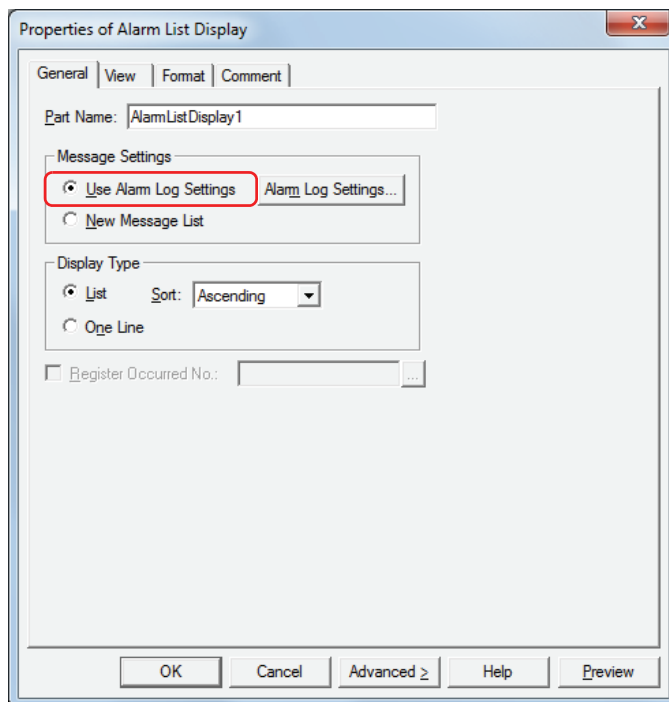 Properties of Alarm List Display
General View Format Comment
Part Name: AlarmListDisplay1
Message Settings
Use Alarm Log Settings Alarm Log Settings...
New Message List
Display Type
List Sort: Ascending
One Line
Register Occurred No.: ...
OK Cancel Advanced > Help Preview